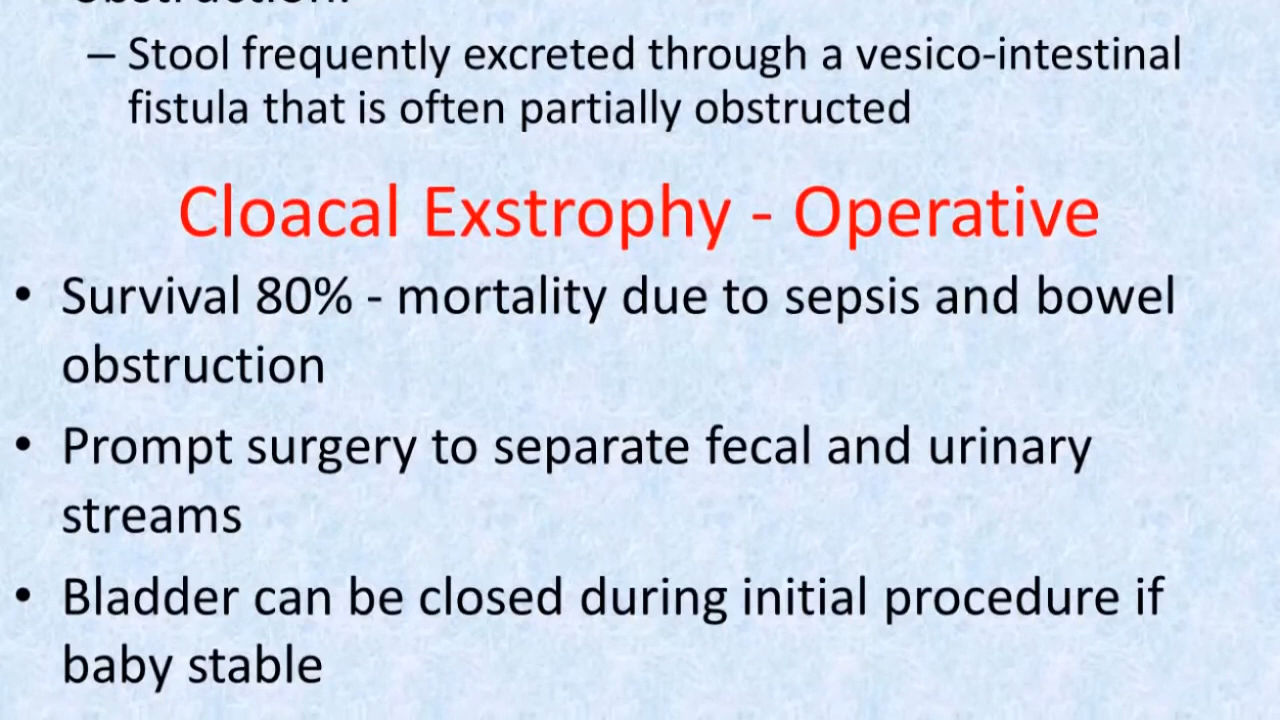 obstruction.
– Stool frequently excreted through a vesico-intestinal
fistula that is often partially obstructed
Cloacal Exstrophy - Operative
• Survival 80% - mortality due to sepsis and bowel
obstruction
• Prompt surgery to separate fecal and urinary
streams
• Bladder can be closed during initial procedure if
baby stable